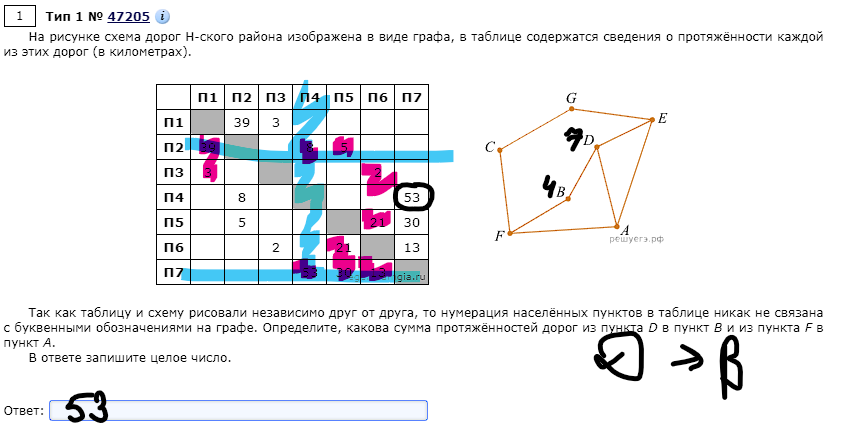 1 Тип 1 № 47205 i
На рисунке схема дорог Н-ского района изображена в виде графа, в таблице содержатся сведения о протяжённости каждой
из этих дорог (в километрах).
П1 П2 П3 П4 П5 П6 П7
П1 39 3
П2 39 8 5
П3 3 2
П4 8 53
П5 5 21 30
П6 2 21 13
П7 53 30 13
G
E
C
7 D
4 B
F
A
решуегэ.рф
Так как таблицу и схему рисовали независимо друг от друга, то нумерация населённых пунктов в таблице никак не связана
с буквенными обозначениями на графе. Определите, какова сумма протяжённостей дорог из пункта D в пункт B и из пункта F в
пункт A.
В ответе запишите целое число.
→ β
Ответ: 53